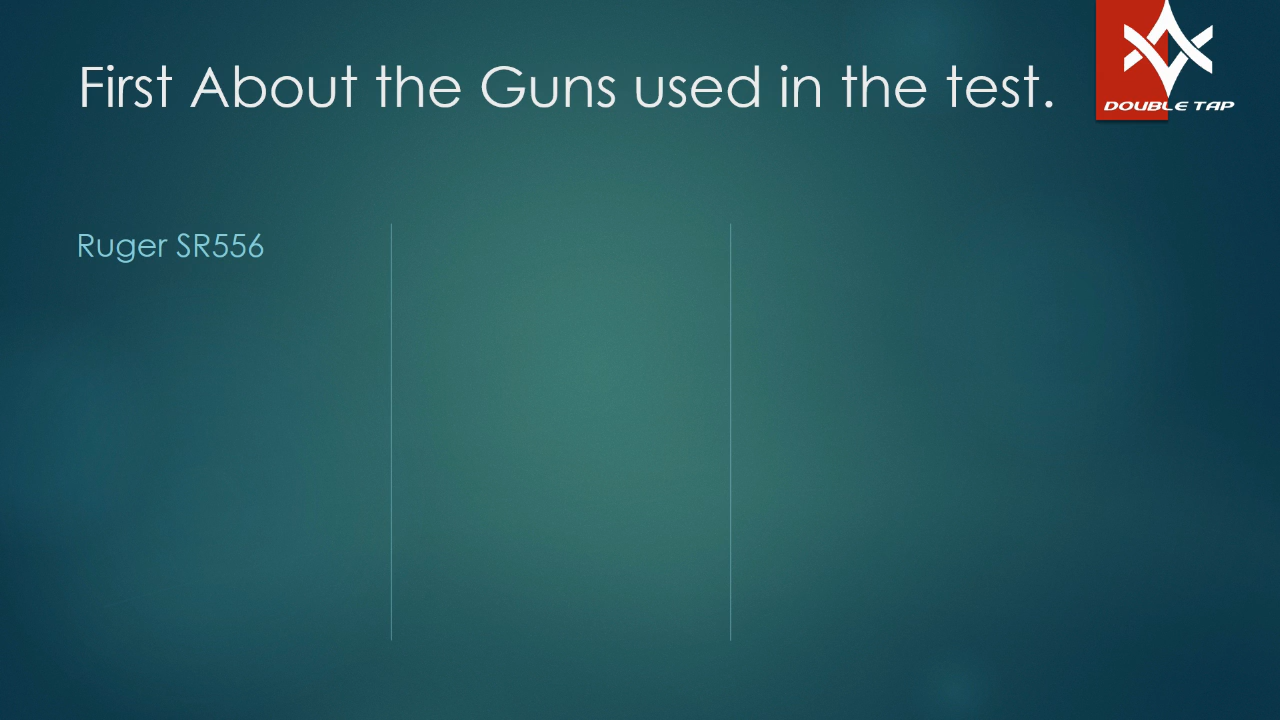 First About the Guns used in the test.
DOUBLE TAP
Ruger SR556